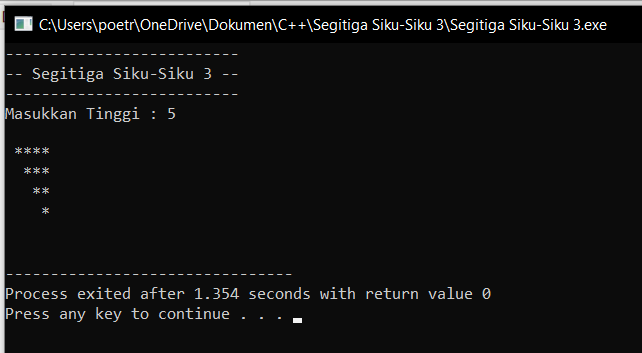 C:\Users\poetr\OneDrive\Dokumen\C++\Segitiga Siku-Siku 3\Segitiga Siku-Siku 3.exe
--------------------------
-- Segitiga Siku-Siku 3 --
--------------------------
Masukkan Tinggi : 5
 ****
  ***
   **
    *
--------------------------------
Process exited after 1.354 seconds with return value 0
Press any key to continue . . .